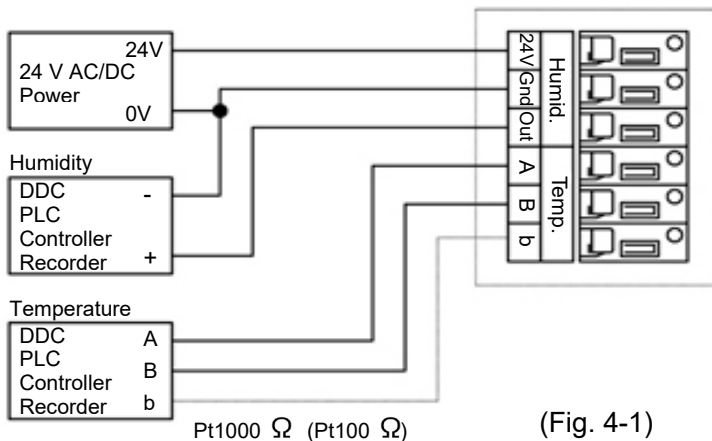 24 V AC/DC
Power
24V
0V
Humidity
DDC
PLC
Controller
Recorder
-
+
Temperature
DDC
PLC
Controller
Recorder
A
B
b
Pt1000 Ω (Pt100 Ω)
24V
Gnd
Out
A
B
b
Humid.
Temp.
(Fig. 4-1)